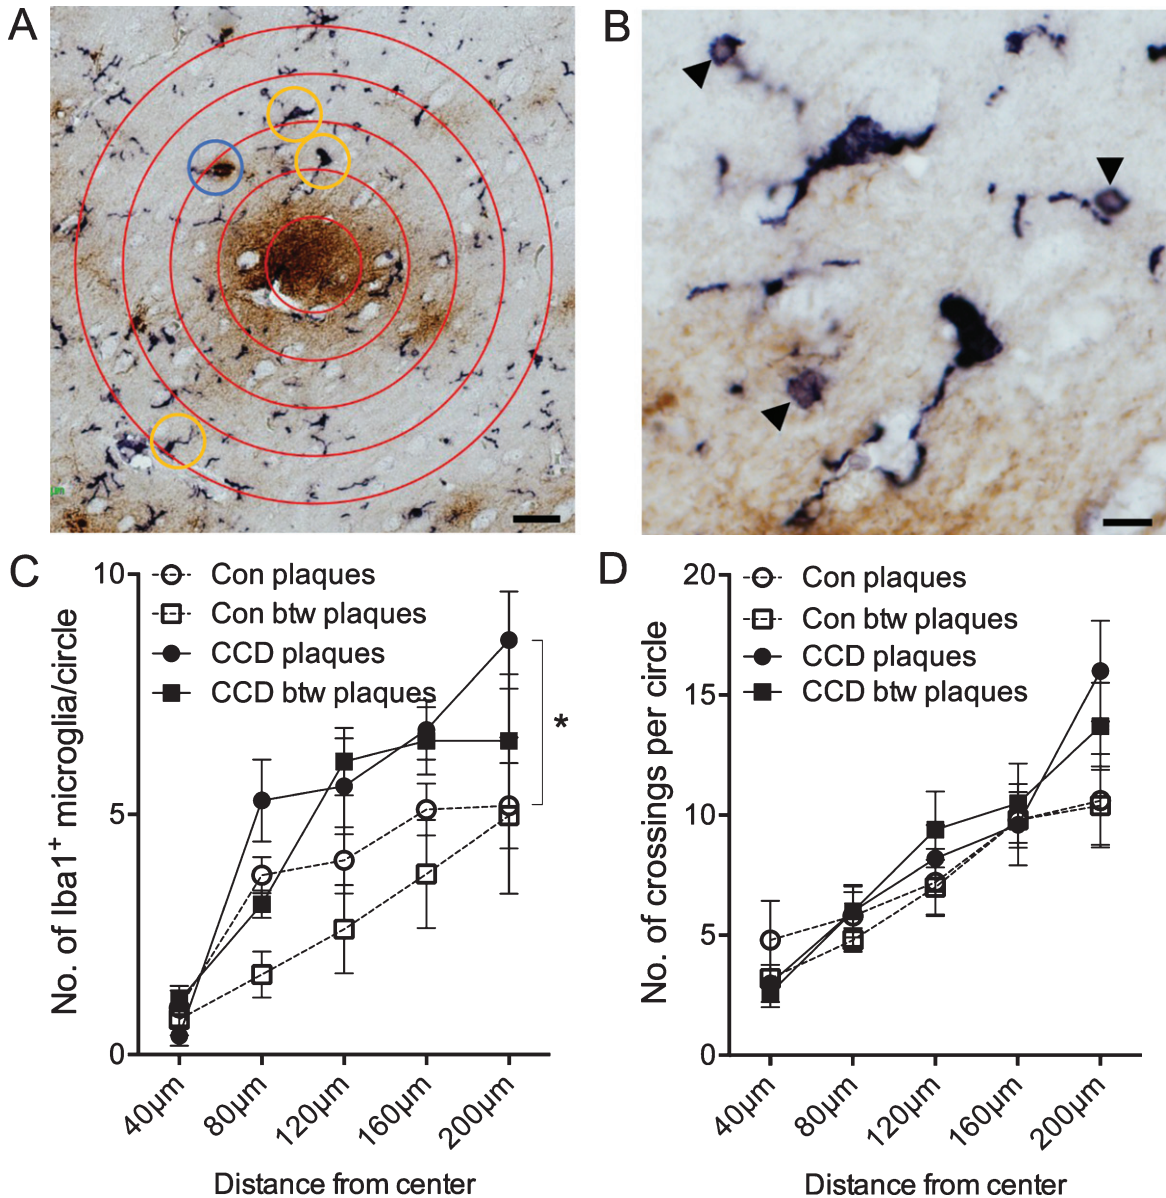 A
B
µm
C
10
5
0
No. of Iba1+ microglia/circle
Con plaques
Con btw plaques
CCD plaques
CCD btw plaques
*
40µm
80µm
120µm
160µm
200µm
Distance from center
D
20
15
10
5
0
No. of crossings per circle
Con plaques
Con btw plaques
CCD plaques
CCD btw plaques
40µm
80µm
120µm
160µm
200µm
Distance from center